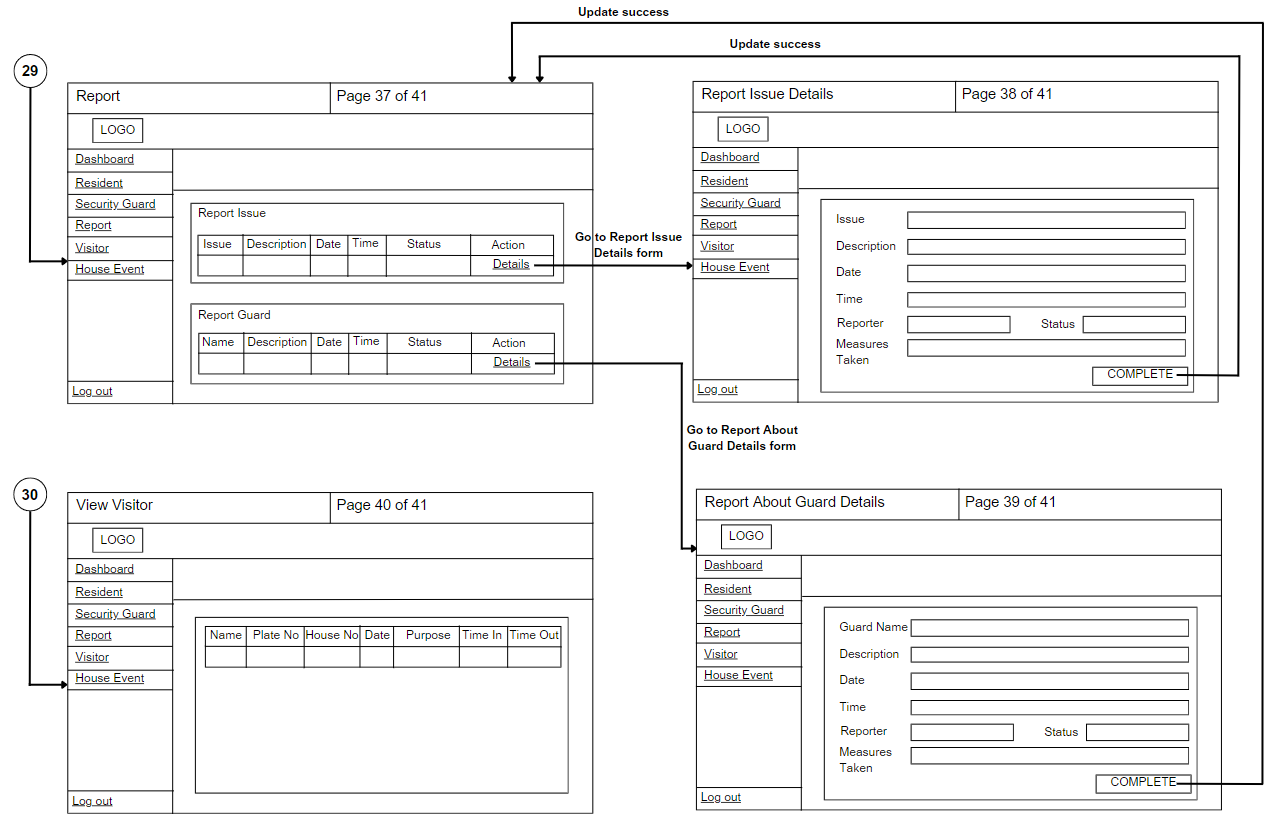 Update success
Update success
29
Report
Page 37 of 41
LOGO
Dashboard
Resident
Security Guard
Report
Visitor
House Event
Log out
Report Issue
Issue Description Date Time Status Action
Details
Report Guard
Name Description Date Time Status Action
Details
Go to Report Issue
Details form
Report Issue Details
Page 38 of 41
LOGO
Dashboard
Resident
Security Guard
Report
Visitor
House Event
Log out
Issue
Description
Date
Time
Reporter Status
Measures
Taken
COMPLETE
Go to Report About
Guard Details form
30
View Visitor
Page 40 of 41
LOGO
Dashboard
Resident
Security Guard
Report
Visitor
House Event
Log out
Name Plate No House No Date Purpose Time In Time Out
Report About Guard Details
Page 39 of 41
LOGO
Dashboard
Resident
Security Guard
Report
Visitor
House Event
Log out
Guard Name
Description
Date
Time
Reporter Status
Measures
Taken
COMPLETE